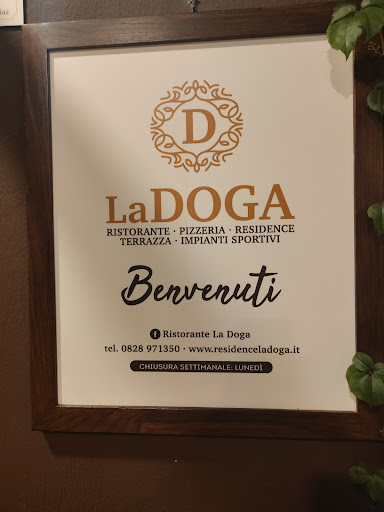 iaz
D
LaDOGA
RISTORANTE · PIZZERIA · RESIDENCE
TERRAZZA · IMPIANTI SPORTIVI
Benvenuti
f Ristorante La Doga
tel. 0828 971350 · www.residenceladoga.it
CHIUSURA SETTIMANALE: LUNEDÌ